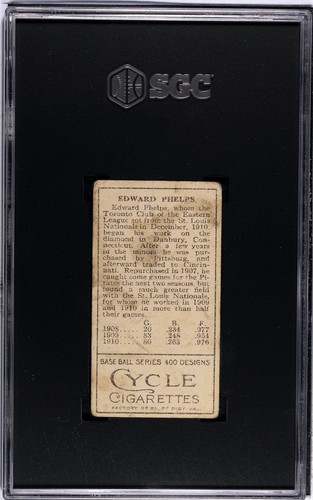 SGC
EDWARD PHELPS
Edward Phelps, whom the
Toronto Club of the Eastern
League got from the St. Louis
Nationals in December, 1910,
began his work on the
diamond in Danbury, Con-
necticut. After a few years
in the minors he was pur-
chased by Pittsburg, and
afterward traded to Cincin-
nati. Repurchased in 1907, he
caught some games for the Pi-
rates the next two seasons, but
found a much greater field
with the St. Louis Nationals,
for whom he worked in 1909
and 1910 in more than half
their games.
G. B. F.
1908 20 .234 .977
1909 83 .248 .954
1910 80 .263 .976
BASE BALL SERIES 400 DESIGNS
CYCLE
CIGARETTES
FACTORY